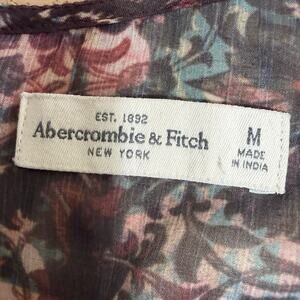 EST. 1892
Abercrombie & Fitch
NEW YORK
M
MADE
IN INDIA